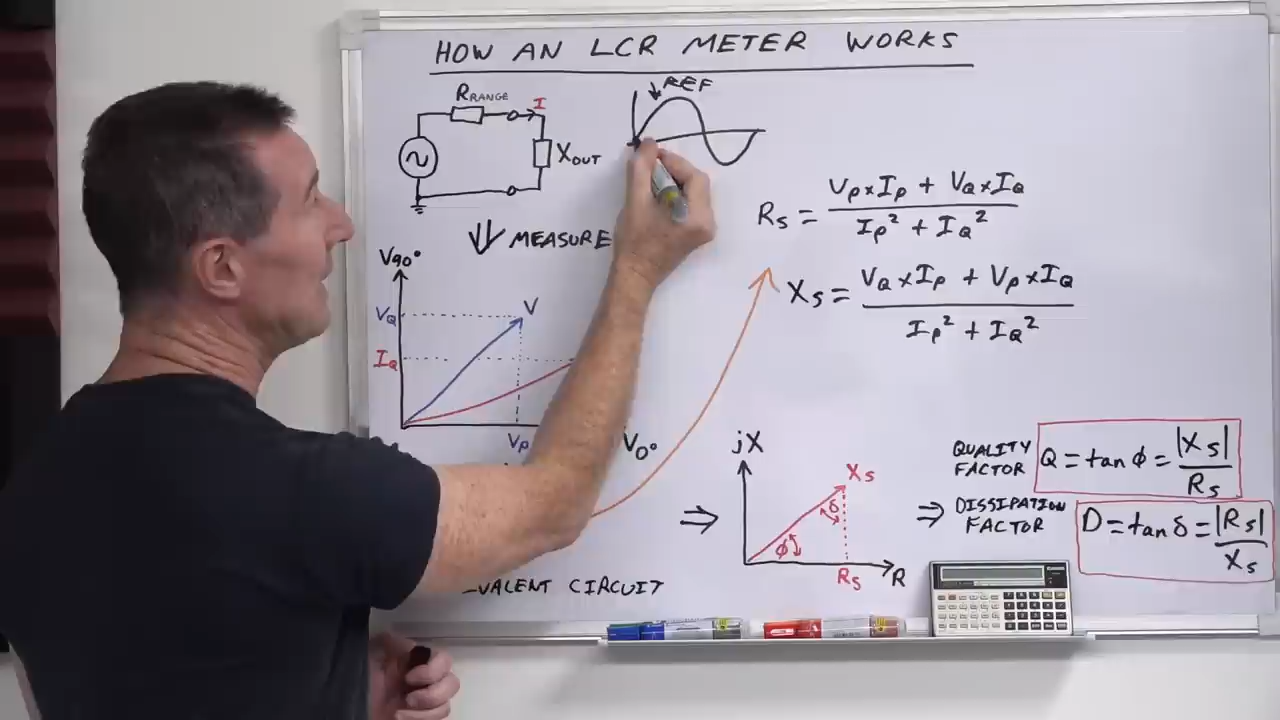 HOW AN LCR METER WORKS
R RANGE
I
X OUT
REF
MEASURE
V90°
VQ
IQ
V
VP
V0°
RS = VP×IP + VQ×IQ
IP² + IQ²
XS = VQ×IP + VP×IQ
IP² + IQ²
VALENT CIRCUIT
jX
XS
δ
ϕ
RS
R
QUALITY
FACTOR
Q = tan ϕ = |XS|
RS
⇒ DISSIPATION
FACTOR
D = tan δ = |RS|
XS